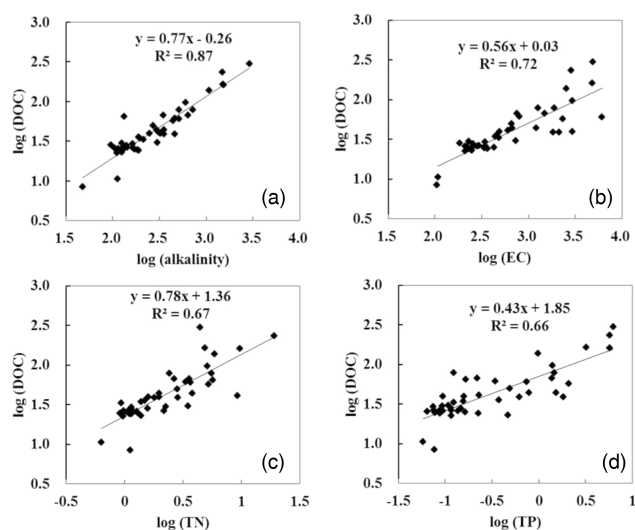 3.0
y = 0.77x - 0.26
R² = 0.87
2.5
2.0
1.5
1.0
0.5
log (DOC)
(a)
1.5 2.0 2.5 3.0 3.5 4.0
log (alkalinity)
3.0
y = 0.56x + 0.03
R² = 0.72
2.5
2.0
1.5
1.0
0.5
log (DOC)
(b)
1.5 2.0 2.5 3.0 3.5 4.0
log (EC)
3.0
y = 0.78x + 1.36
R² = 0.67
2.5
2.0
1.5
1.0
0.5
log (DOC)
(c)
-0.5 0 0.5 1 1.5
log (TN)
3.0
y = 0.43x + 1.85
R² = 0.66
2.5
2.0
1.5
1.0
0.5
log (DOC)
(d)
-1.5 -1 -0.5 0 0.5 1
log (TP)